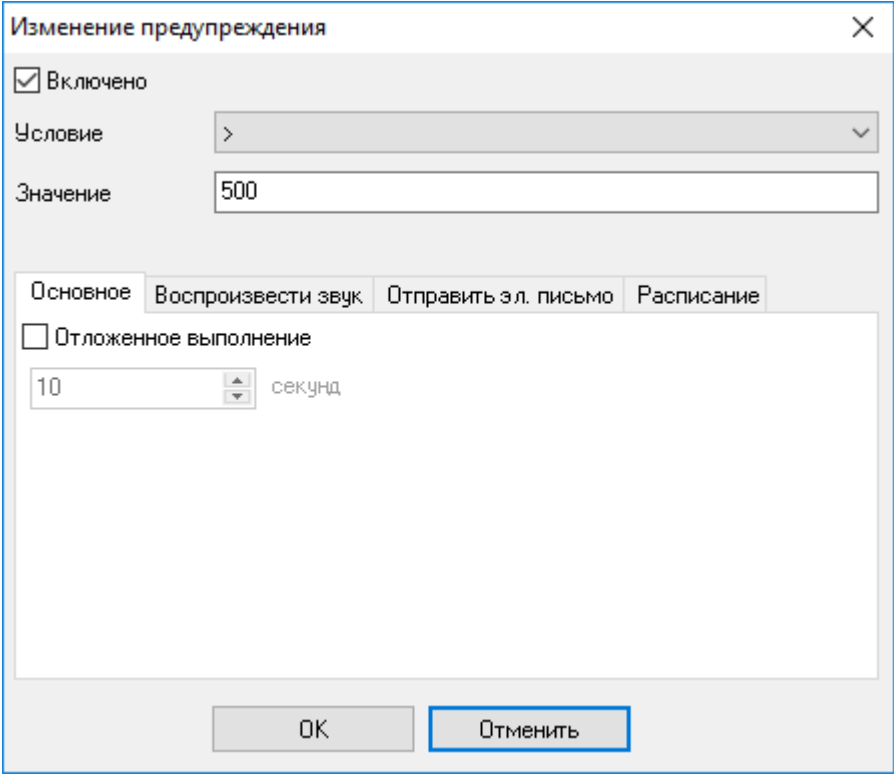 Изменение предупреждения
Включено
Условие >
Значение 500
Основное Воспроизвести звук Отправить эл. письмо Расписание
Отложенное выполнение
10 секунд
OK Отменить